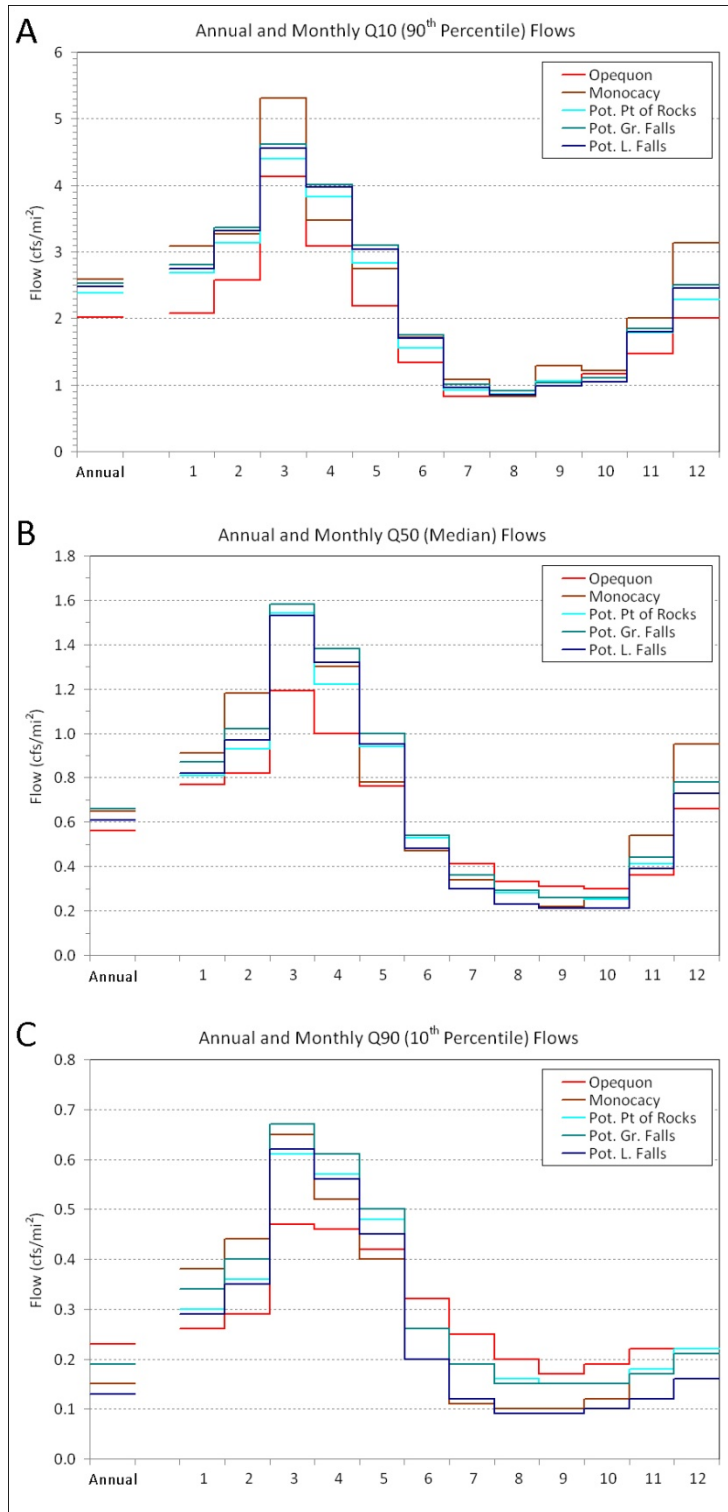 A
Annual and Monthly Q10 (90th Percentile) Flows
6
5
4
3
2
1
0
Flow (cfs/mi²)
Opequon
Monocacy
Pot. Pt of Rocks
Pot. Gr. Falls
Pot. L. Falls
Annual 1 2 3 4 5 6 7 8 9 10 11 12
B
Annual and Monthly Q50 (Median) Flows
1.8
1.6
1.4
1.2
1.0
0.8
0.6
0.4
0.2
0.0
Flow (cfs/mi²)
Opequon
Monocacy
Pot. Pt of Rocks
Pot. Gr. Falls
Pot. L. Falls
Annual 1 2 3 4 5 6 7 8 9 10 11 12
C
Annual and Monthly Q90 (10th Percentile) Flows
0.8
0.7
0.6
0.5
0.4
0.3
0.2
0.1
0.0
Flow (cfs/mi²)
Opequon
Monocacy
Pot. Pt of Rocks
Pot. Gr. Falls
Pot. L. Falls
Annual 1 2 3 4 5 6 7 8 9 10 11 12